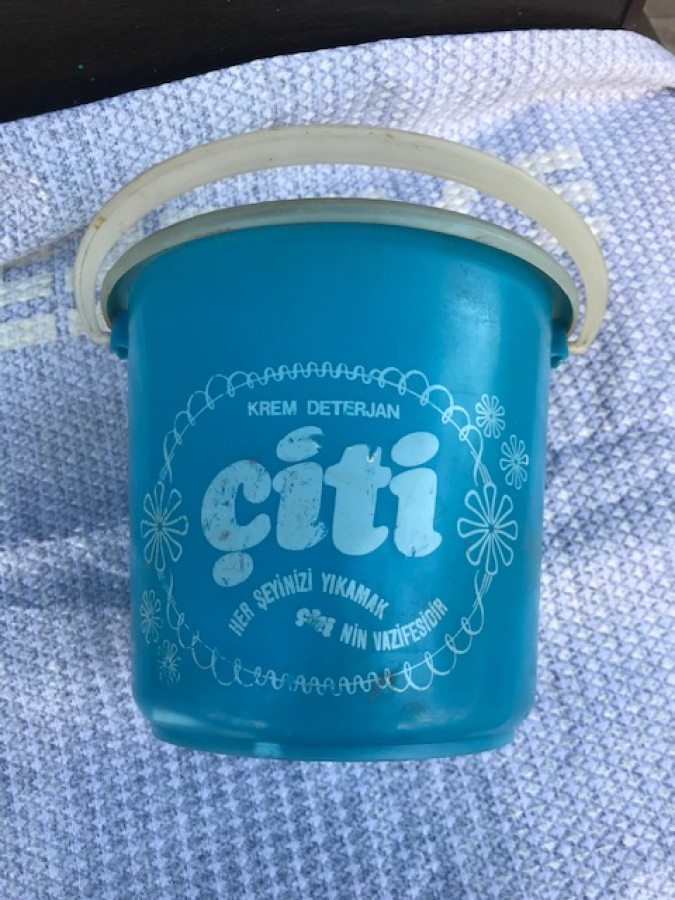 KREM DETERJAN
çiti
HER ŞEYİNİZİ YIKAMAK
çiti NİN VAZİFESİDİR